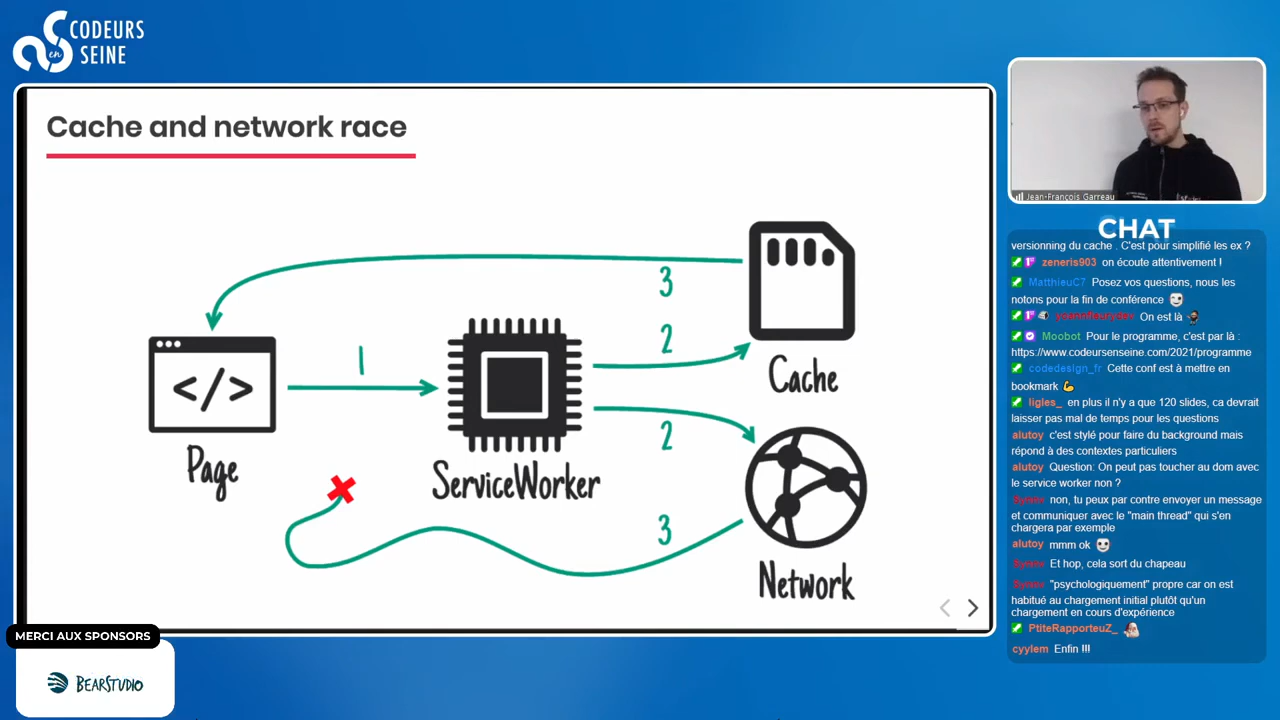 CODEURS
en
SEINE
Cache and network race
3
2
1
Cache
2
Page
ServiceWorker
3
Network
MERCI AUX SPONSORS
BEARSTUDIO
Jean-François Garreau
CHAT
versionning du cache . C'est pour simplifié les ex ?
zeneris903 on écoute attentivement !
MatthieuC7 Posez vos questions, nous les
notons pour la fin de conférence
On est là
Moobot Pour le programme, c'est par là :
https://www.codeursenseine.com/2021/programme
codedesign_fr Cette conf est à mettre en
bookmark
ligles_ en plus il n'y a que 120 slides, ca devrait
laisser pas mal de temps pour les questions
alutoy c'est stylé pour faire du background mais
répond à des contextes particuliers
alutoy Question: On peut pas toucher au dom avec
le service worker non ?
non, tu peux par contre envoyer un message
et communiquer avec le "main thread" qui s'en
chargera par exemple
alutoy mmm ok
Et hop, cela sort du chapeau
"psychologiquement" propre car on est
habitué au chargement initial plutôt qu'un
chargement en cours d'expérience
PtiteRapporteuZ_
cyylem Enfin !!!